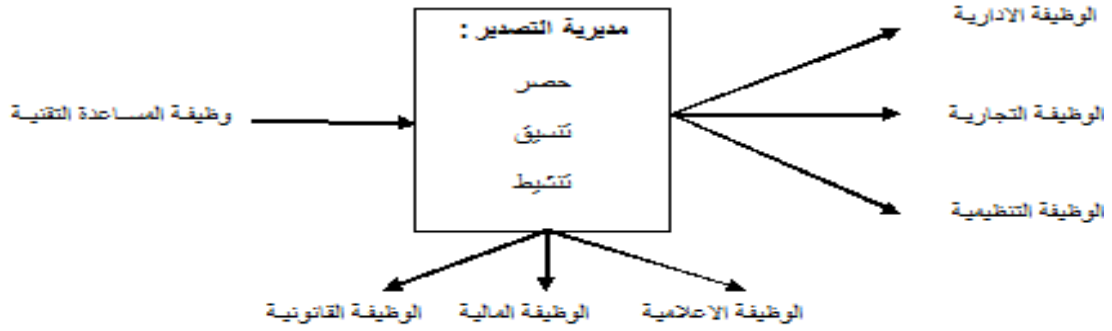 الوظيفة الادارية
مديرية التصدير :
حصر
وظيفة المساعدة التقنية
الوظيفة التجارية
تنسيق
تنشيط
الوظيفة التنظيمية
الوظيفة القانونية
الوظيفة المالية
الوظيفة الاعلامية